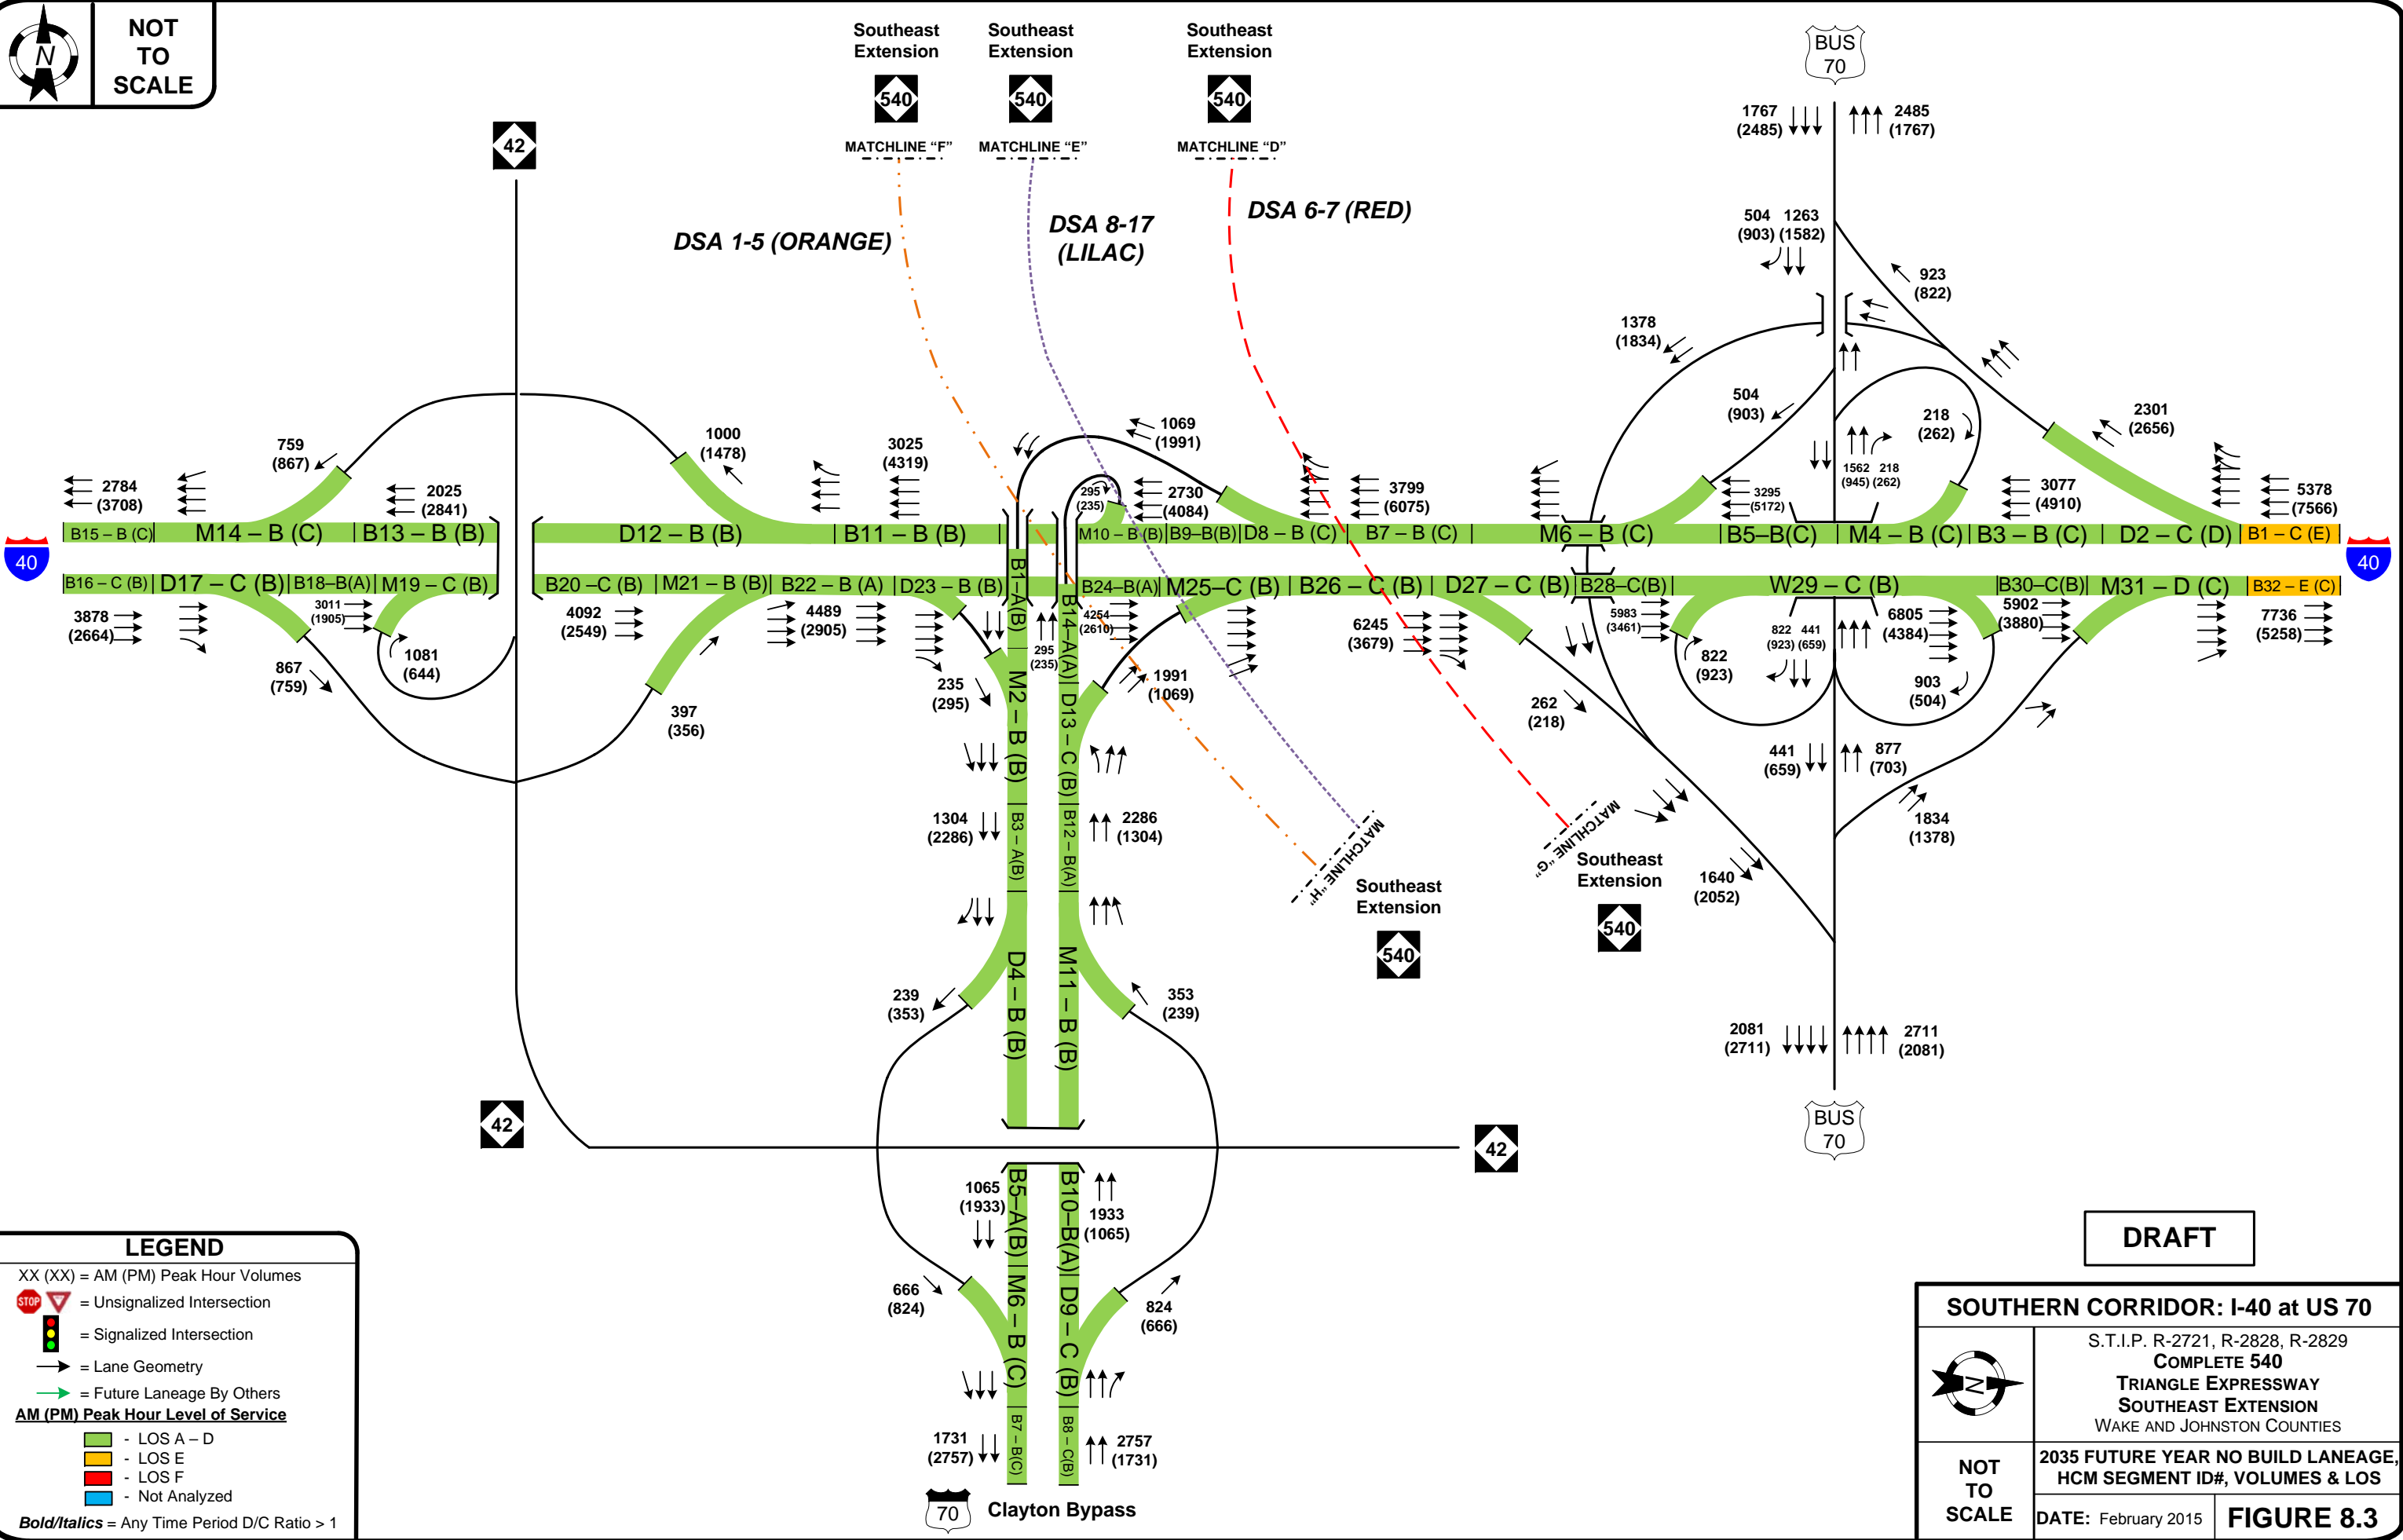 N
NOT
TO
SCALE
Southeast
Extension
540
MATCHLINE “F”
Southeast
Extension
540
MATCHLINE “E”
Southeast
Extension
540
MATCHLINE “D”
BUS
70
42
DSA 1-5 (ORANGE)
DSA 8-17
(LILAC)
DSA 6-7 (RED)
1767
(2485)
2485
(1767)
504 1263
(903) (1582)
923
(822)
1378
(1834)
504
(903)
218
(262)
2301
(2656)
759
(867)
1000
(1478)
3025
(4319)
1069
(1991)
2784
(3708)
2025
(2841)
295
(235)
2730
(4084)
3799
(6075)
3295
(5172)
1562 218
(945) (262)
3077
(4910)
5378
(7566)
B15 – B (C)
M14 – B (C)
B13 – B (B)
D12 – B (B)
B11 – B (B)
M10 – B (B)
B9–B(B)
D8 – B (C)
B7 – B (C)
M6 – B (C)
B5–B(C)
M4 – B (C)
B3 – B (C)
D2 – C (D)
B1 – C (E)
40
40
B16 – C (B)
D17 – C (B)
B18–B(A)
M19 – C (B)
B20 –C (B)
M21 – B (B)
B22 – B (A)
D23 – B (B)
B24–B(A)
M25–C (B)
B26 – C (B)
D27 – C (B)
B28–C(B)
W29 – C (B)
B30–C(B)
M31 – D (C)
B32 – E (C)
3878
(2664)
3011
(1905)
4092
(2549)
4489
(2905)
4254
(2610)
6245
(3679)
5983
(3461)
822 441
(923) (659)
6805
(4384)
5902
(3880)
7736
(5258)
867
(759)
1081
(644)
397
(356)
235
(295)
295
(235)
1991
(1069)
262
(218)
822
(923)
903
(504)
441
(659)
877
(703)
1834
(1378)
1640
(2052)
B1–A(B)
M2 – B (B)
B3 – A(B)
D4 – B (B)
B14–A(A)
D13 – C (B)
B12 – B(A)
M11 – B (B)
1304
(2286)
2286
(1304)
239
(353)
353
(239)
MATCHLINE “H”
Southeast
Extension
540
MATCHLINE “G”
Southeast
Extension
540
2081
(2711)
2711
(2081)
BUS
70
42
42
1065
(1933)
1933
(1065)
B5–A(B)
M6 – B (C)
B7 – B(C)
B10–B(A)
D9 – C (B)
B8 – C(B)
666
(824)
824
(666)
1731
(2757)
2757
(1731)
70
Clayton Bypass
LEGEND
XX (XX) = AM (PM) Peak Hour Volumes
STOP = Unsignalized Intersection
= Signalized Intersection
= Lane Geometry
= Future Laneage By Others
AM (PM) Peak Hour Level of Service
- LOS A – D
- LOS E
- LOS F
- Not Analyzed
Bold/Italics = Any Time Period D/C Ratio > 1
DRAFT
SOUTHERN CORRIDOR: I-40 at US 70
N
S.T.I.P. R-2721, R-2828, R-2829
COMPLETE 540
TRIANGLE EXPRESSWAY
SOUTHEAST EXTENSION
WAKE AND JOHNSTON COUNTIES
NOT
TO
SCALE
2035 FUTURE YEAR NO BUILD LANEAGE,
HCM SEGMENT ID#, VOLUMES & LOS
DATE: February 2015
FIGURE 8.3